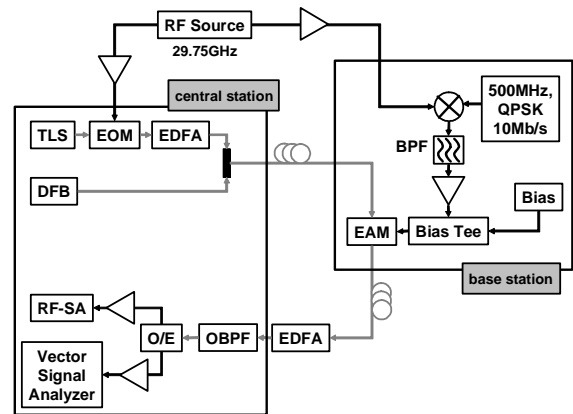 RF Source
29.75GHz
central station
500MHz,
QPSK
10Mb/s
TLS
EOM
EDFA
BPF
DFB
Bias
EAM
Bias Tee
base station
RF-SA
O/E
OBPF
EDFA
Vector
Signal
Analyzer